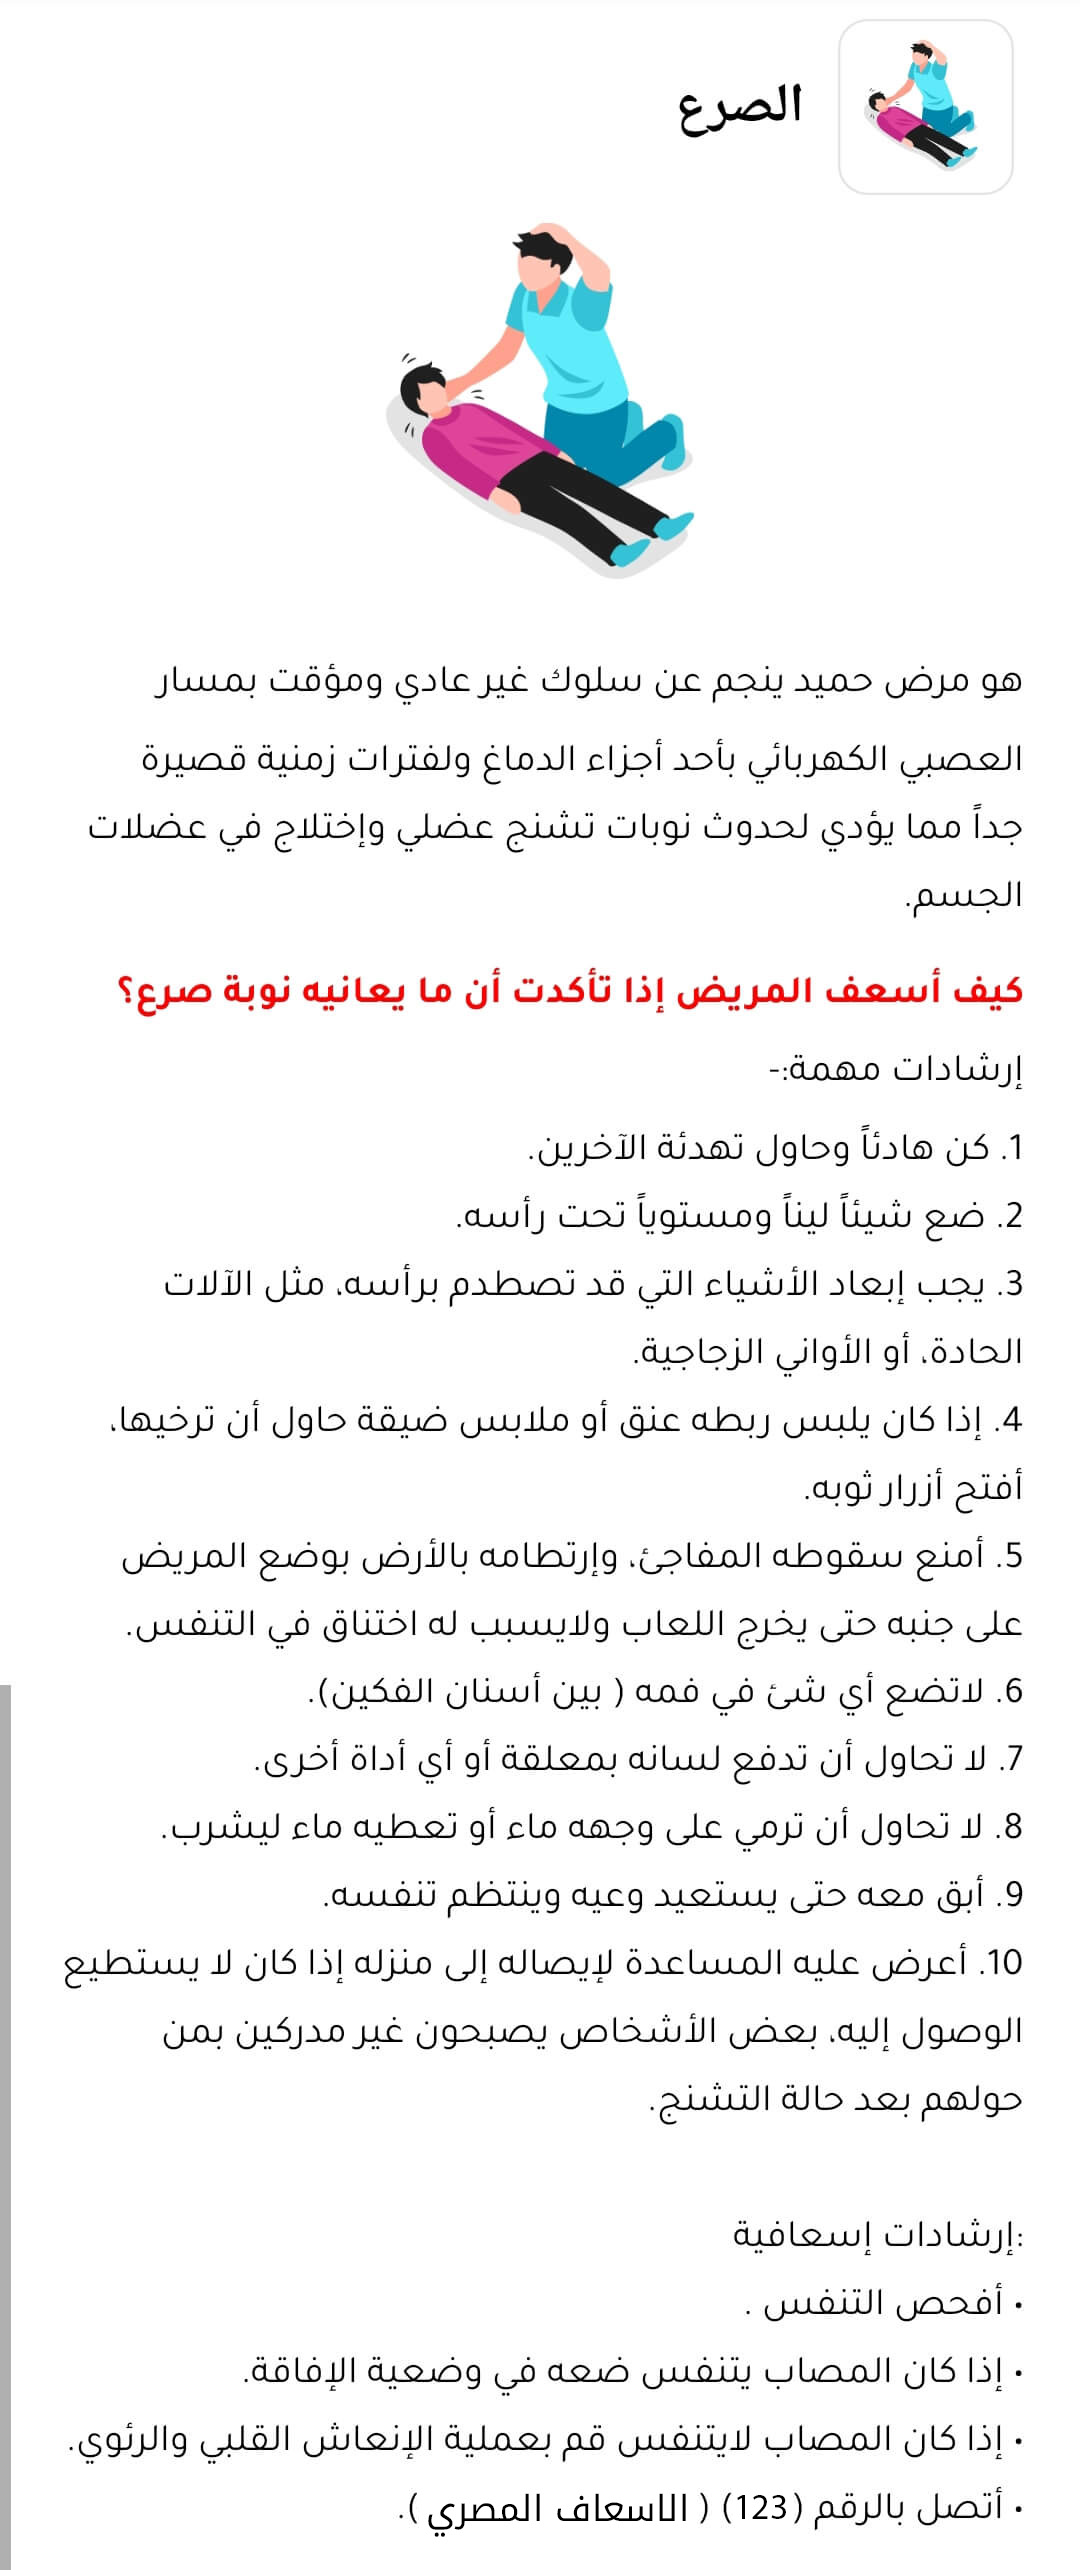 الصرع
هو مرض حميد ينجم عن سلوك غير عادي ومؤقت بمسار
العصبي الكهربائي بأحد أجزاء الدماغ ولفترات زمنية قصيرة
جداً مما يؤدي لحدوث نوبات تشنج عضلي وإختلاج في عضلات
الجسم.
كيف أسعف المريض إذا تأكدت أن ما يعانيه نوبة صرع؟
إرشادات مهمة:-
1. كن هادئاً وحاول تهدئة الآخرين.
2. ضع شيئاً ليناً ومستوياً تحت رأسه.
3. يجب إبعاد الأشياء التي قد تصطدم برأسه، مثل الآلات
الحادة، أو الأواني الزجاجية.
4. إذا كان يلبس ربطه عنق أو ملابس ضيقة حاول أن ترخيها،
أفتح أزرار ثوبه.
5. أمنع سقوطه المفاجئ، وإرتطامه بالأرض بوضع المريض
على جنبه حتى يخرج اللعاب ولايسبب له اختناق في التنفس.
6. لاتضع أي شئ في فمه ( بين أسنان الفكين).
7. لا تحاول أن تدفع لسانه بمعلقة أو أي أداة أخرى.
8. لا تحاول أن ترمي على وجهه ماء أو تعطيه ماء ليشرب.
9. أبق معه حتى يستعيد وعيه وينتظم تنفسه.
10. أعرض عليه المساعدة لإيصاله إلى منزله إذا كان لا يستطيع
الوصول إليه، بعض الأشخاص يصبحون غير مدركين بمن
حولهم بعد حالة التشنج.
:إرشادات إسعافية
• أفحص التنفس .
• إذا كان المصاب يتنفس ضعه في وضعية الإفاقة.
• إذا كان المصاب لايتنفس قم بعملية الإنعاش القلبي والرئوي.
• أتصل بالرقم (123) ( الاسعاف المصري ).